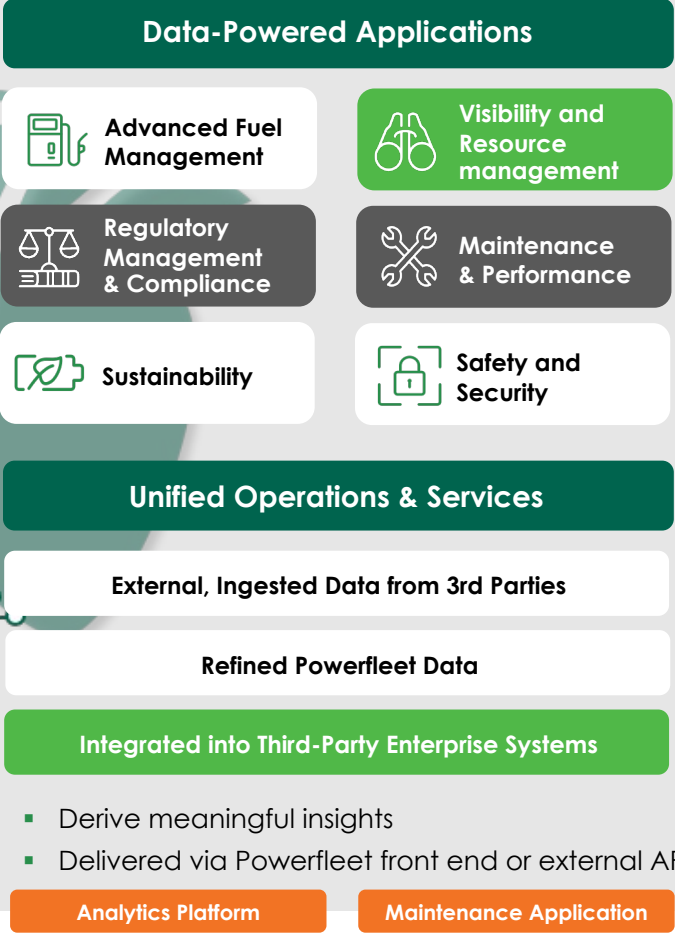 Data-Powered Applications
Advanced Fuel
Management
Visibility and
Resource
management
Regulatory
Management
& Compliance
Maintenance
& Performance
Sustainability
Safety and
Security
Unified Operations & Services
External, Ingested Data from 3rd Parties
Refined Powerfleet Data
Integrated into Third-Party Enterprise Systems
▪ Derive meaningful insights
▪ Delivered via Powerfleet front end or external
Analytics Platform
Maintenance Application